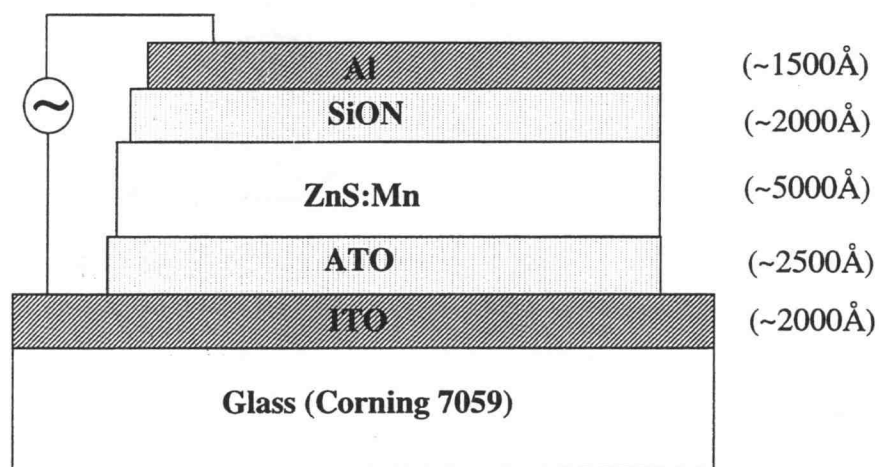 Al (~1500Å)
SiON (~2000Å)
~
ZnS:Mn (~5000Å)
ATO (~2500Å)
ITO (~2000Å)
Glass (Corning 7059)